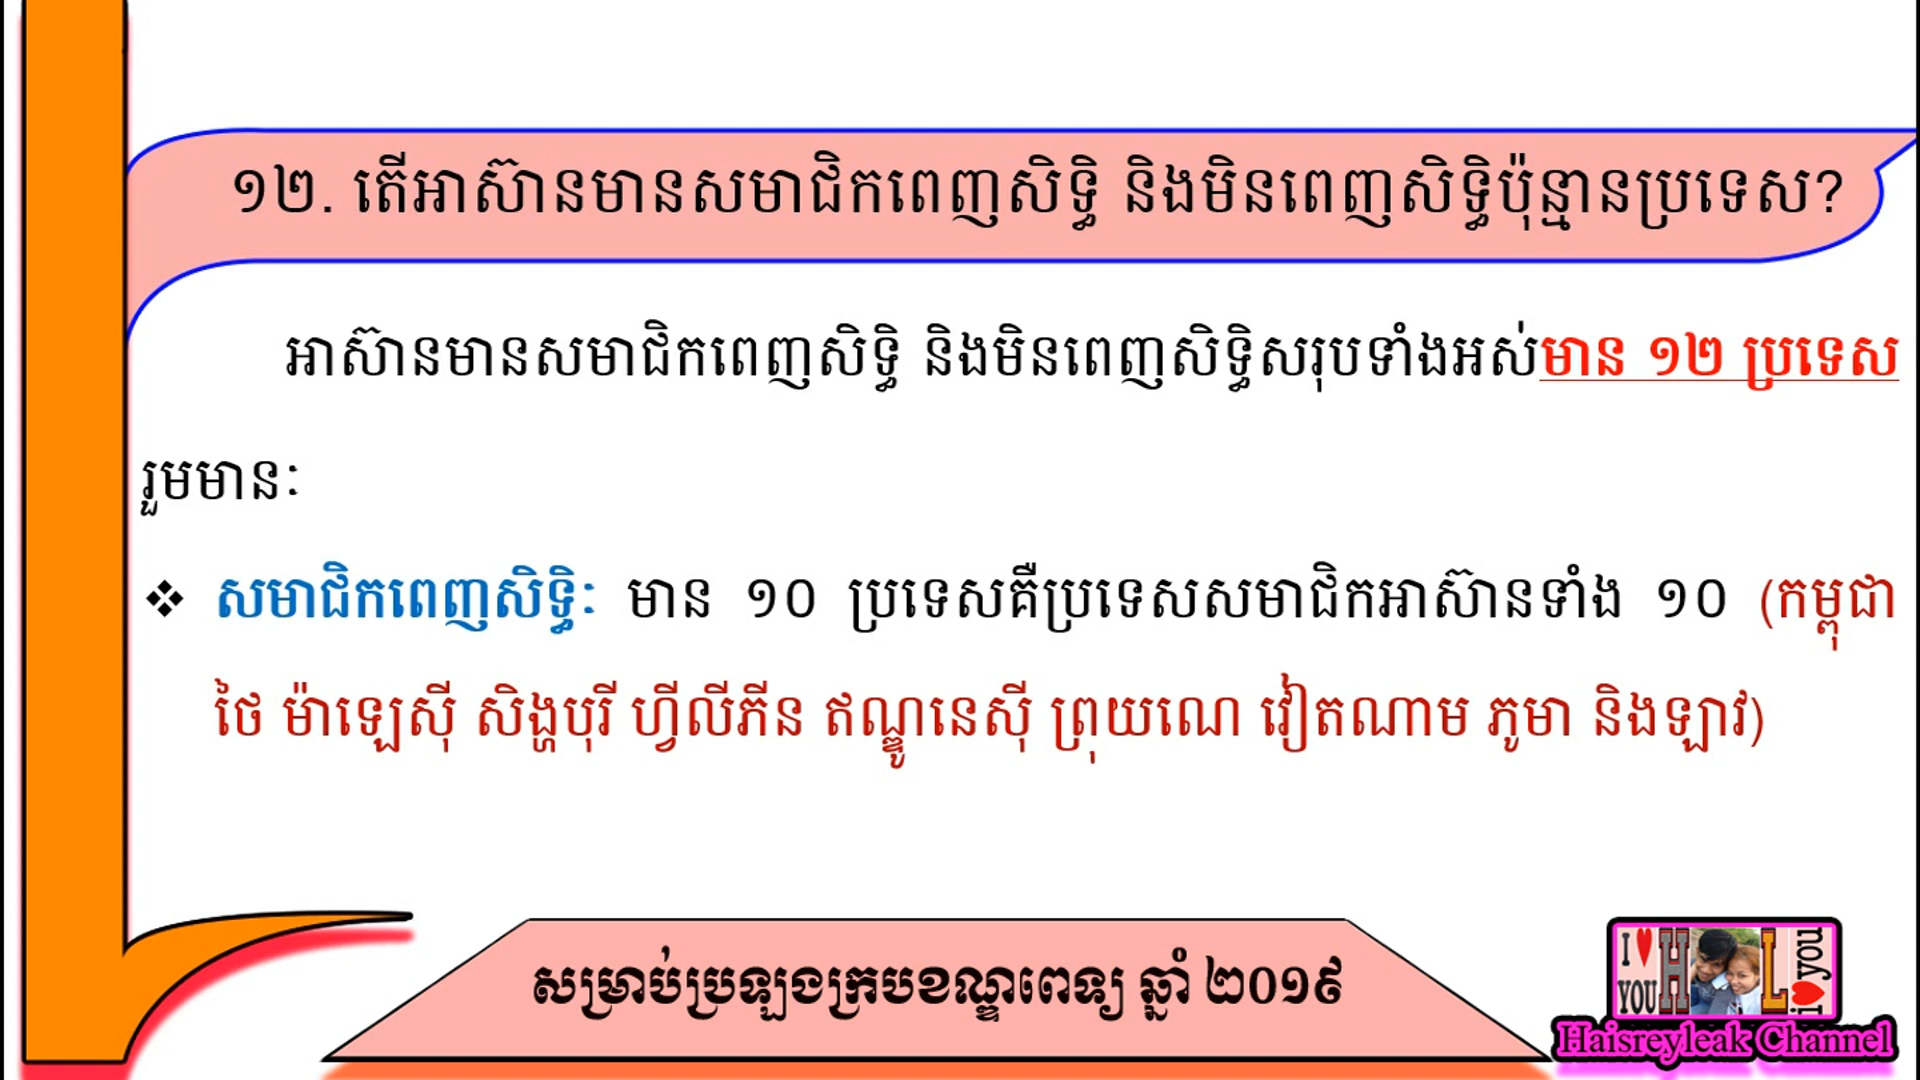 ១២. តើអាស៊ានមានសមាជិកពេញសិទ្ធិ និងមិនពេញសិទ្ធិប៉ុន្មានប្រទេស?
អាស៊ានមានសមាជិកពេញសិទ្ធិ និងមិនពេញសិទ្ធិសរុបទាំងអស់មាន ១២ ប្រទេស
រួមមានៈ
❖ សមាជិកពេញសិទ្ធិៈ មាន ១០ ប្រទេសគឺប្រទេសសមាជិកអាស៊ានទាំង ១០ (កម្ពុជា
ថៃ ម៉ាឡេស៊ី សិង្ហបុរី ហ្វីលីភីន ឥណ្ឌូនេស៊ី ព្រុយណេ វៀតណាម ភូមា និងឡាវ)
សម្រាប់ប្រឡងក្របខណ្ឌពេទ្យ ឆ្នាំ ២០១៩
I ♥ YOU H L i ♥ you
Haisreyleak Channel